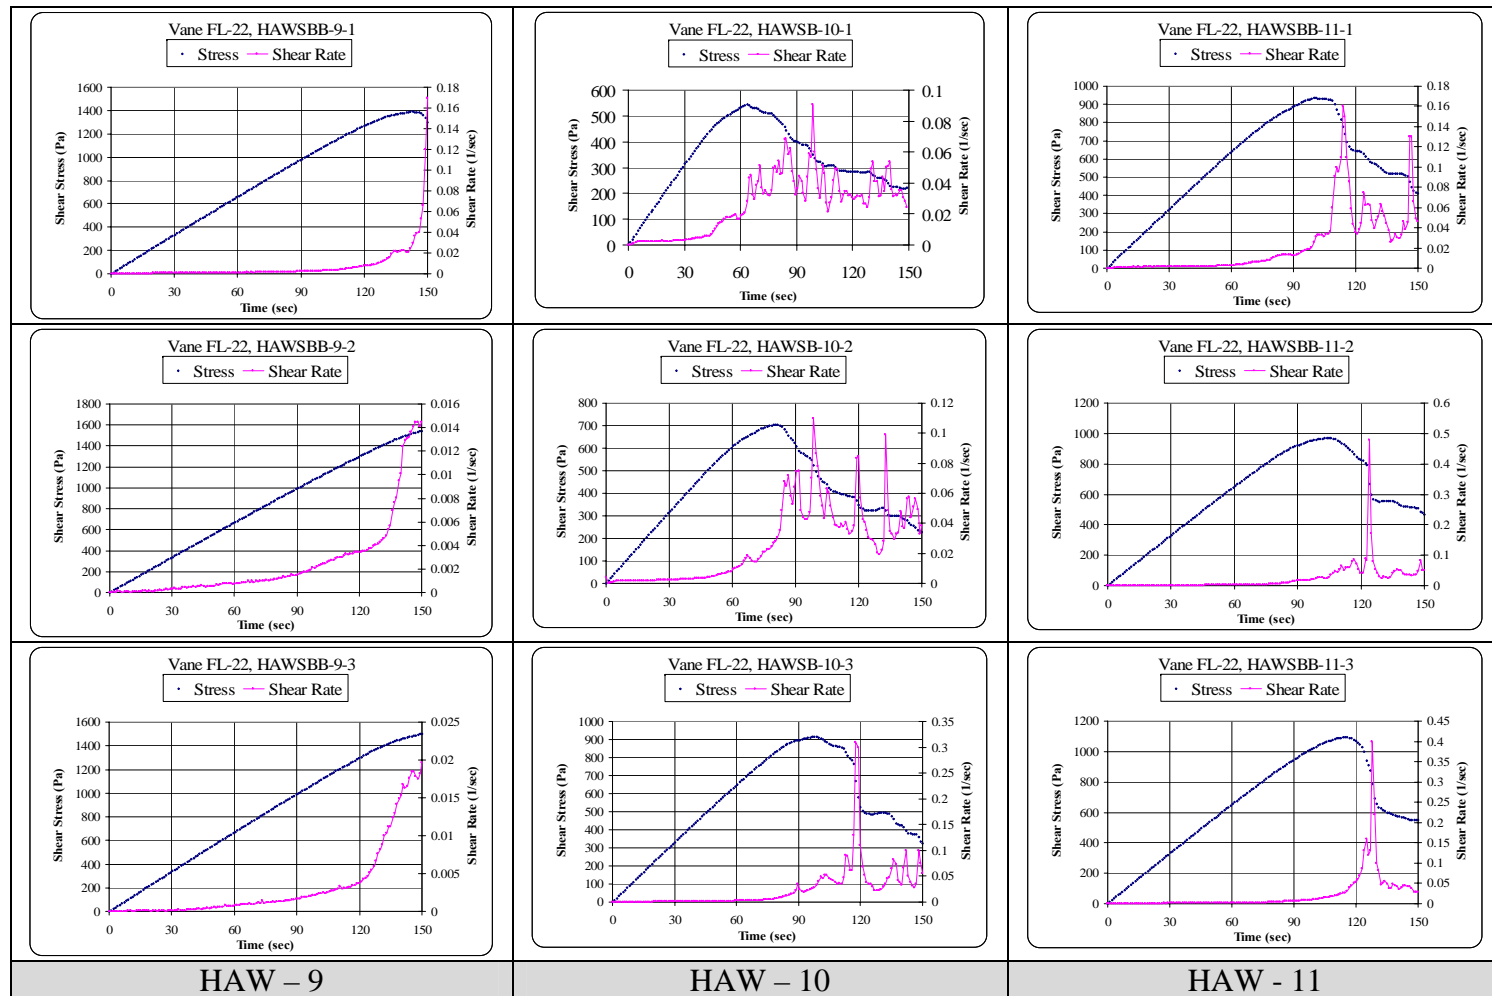 Vane FL-22, HAWSBB-9-1
Stress Shear Rate
Shear Stress (Pa)
1600
1400
1200
1000
800
600
400
200
0
0 30 60 90 120 150
Time (sec)
0.18
0.16
0.14
0.12
0.1
0.08
0.06
0.04
0.02
0
Shear Rate (1/sec)
Vane FL-22, HAWSB-10-1
Stress Shear Rate
Shear Stress (Pa)
600
500
400
300
200
100
0
0 30 60 90 120 150
Time (sec)
0.1
0.08
0.06
0.04
0.02
0
Shear Rate (1/sec)
Vane FL-22, HAWSBB-11-1
Stress Shear Rate
Shear Stress (Pa)
1000
900
800
700
600
500
400
300
200
100
0
0 30 60 90 120 150
Time (sec)
0.18
0.16
0.14
0.12
0.1
0.08
0.06
0.04
0.02
0
Shear Rate (1/sec)
Vane FL-22, HAWSBB-9-2
Stress Shear Rate
Shear Stress (Pa)
1800
1600
1400
1200
1000
800
600
400
200
0
0 30 60 90 120 150
Time (sec)
0.016
0.014
0.012
0.01
0.008
0.006
0.004
0.002
0
Shear Rate (1/sec)
Vane FL-22, HAWSB-10-2
Stress Shear Rate
Shear Stress (Pa)
800
700
600
500
400
300
200
100
0
0 30 60 90 120 150
Time (sec)
0.12
0.1
0.08
0.06
0.04
0.02
0
Shear Rate (1/sec)
Vane FL-22, HAWSBB-11-2
Stress Shear Rate
Shear Stress (Pa)
1200
1000
800
600
400
200
0
0 30 60 90 120 150
Time (sec)
0.6
0.5
0.4
0.3
0.2
0.1
0
Shear Rate (1/sec)
Vane FL-22, HAWSBB-9-3
Stress Shear Rate
Shear Stress (Pa)
1600
1400
1200
1000
800
600
400
200
0
0 30 60 90 120 150
Time (sec)
0.025
0.02
0.015
0.01
0.005
0
Shear Rate (1/sec)
Vane FL-22, HAWSB-10-3
Stress Shear Rate
Shear Stress (Pa)
1000
900
800
700
600
500
400
300
200
100
0
0 30 60 90 120 150
Time (sec)
0.35
0.3
0.25
0.2
0.15
0.1
0.05
0
Shear Rate (1/sec)
Vane FL-22, HAWSBB-11-3
Stress Shear Rate
Shear Stress (Pa)
1200
1000
800
600
400
200
0
0 30 60 90 120 150
Time (sec)
0.45
0.4
0.35
0.3
0.25
0.2
0.15
0.1
0.05
0
Shear Rate (1/sec)
HAW – 9 HAW – 10 HAW - 11